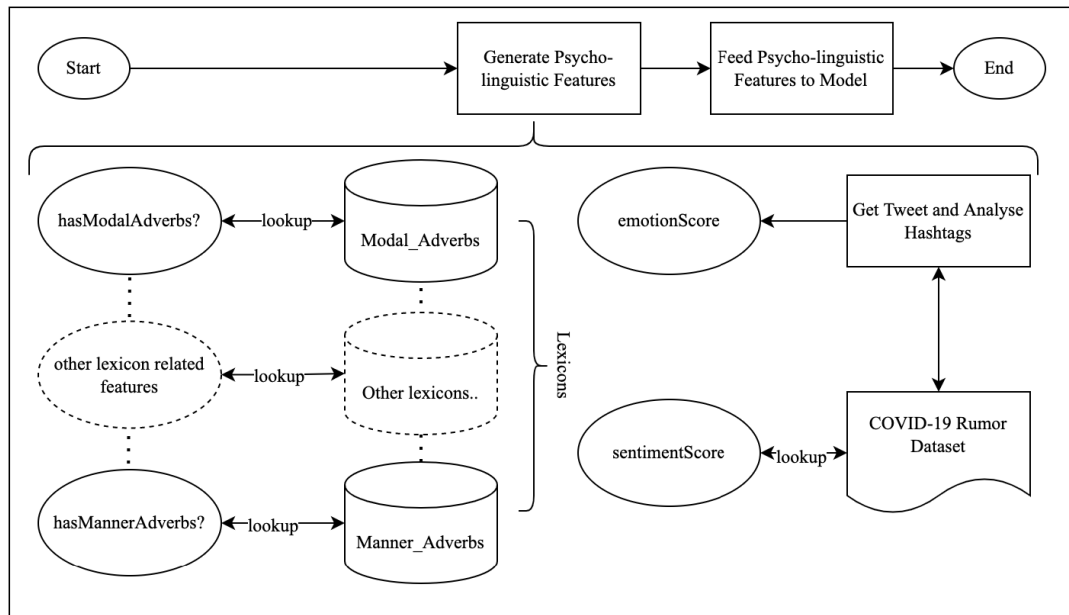 Start
Generate Psycho-
linguistic Features
Feed Psycho-linguistic
Features to Model
End
hasModalAdverbs?
lookup
Modal_Adverbs
emotionScore
Get Tweet and Analyse
Hashtags
other lexicon related
features
lookup
Other lexicons..
Lexicons
sentimentScore
lookup
COVID-19 Rumor
Dataset
hasMannerAdverbs?
lookup
Manner_Adverbs